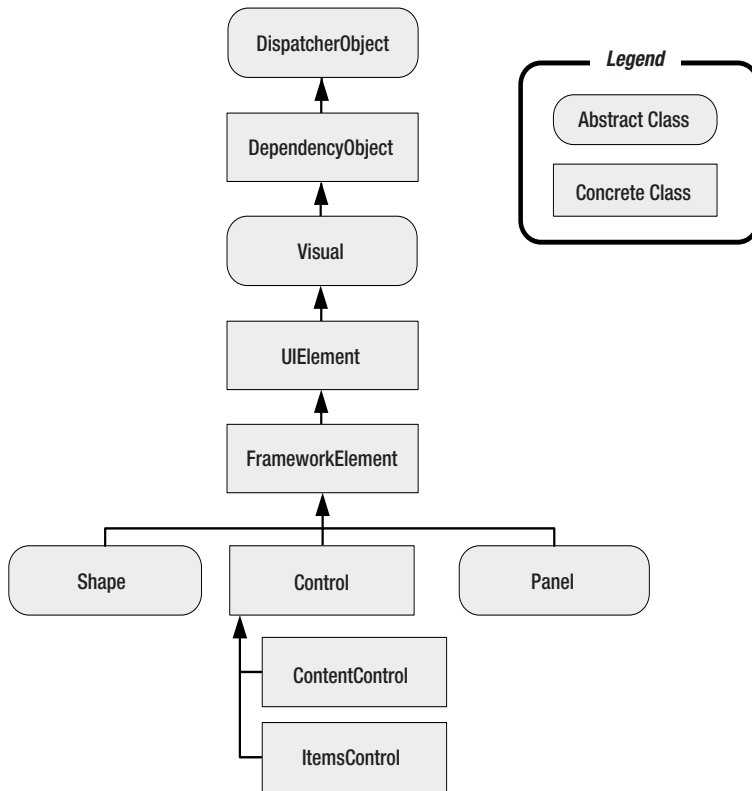 DispatcherObject
Legend
Abstract Class
DependencyObject
Concrete Class
Visual
UIElement
FrameworkElement
Shape
Control
Panel
ContentControl
ItemsControl